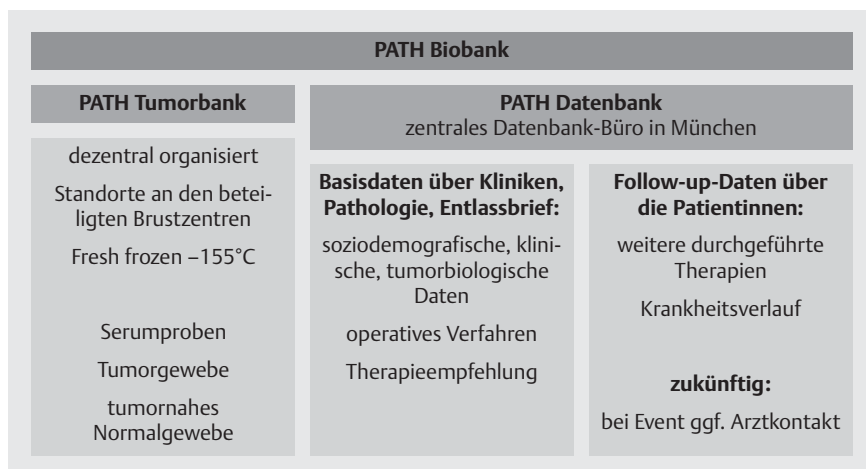 PATH Biobank
PATH Tumorbank
dezentral organisiert
Standorte an den betei-
ligten Brustzentren
Fresh frozen –155°C
Serumproben
Tumorgewebe
tumornahes
Normalgewebe
PATH Datenbank
zentrales Datenbank-Büro in München
Basisdaten über Kliniken,
Pathologie, Entlassbrief:
soziodemografische, klini-
sche, tumorbiologische
Daten
operatives Verfahren
Therapieempfehlung
Follow-up-Daten über
die Patientinnen:
weitere durchgeführte
Therapien
Krankheitsverlauf
zukünftig:
bei Event ggf. Arztkontakt